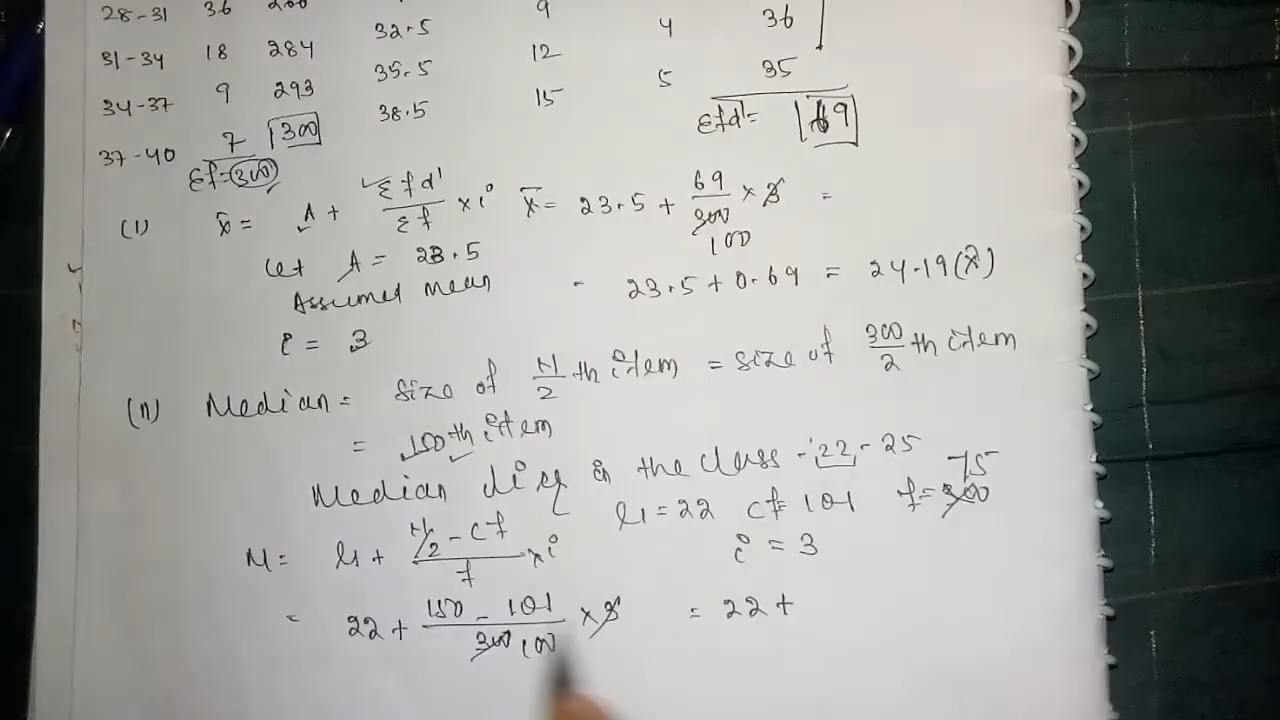 28-31 36 32.5 9 4 36
31-34 18 284 35.5 12 5 35
34-37 9 293 38.5 15 Σfd'= 69
37-40 7 300
Σf=300
(I) x̄ = A + Σfd'/Σf × i x̄ = 23.5 + 69/300 × 3 =
100
Let A = 23.5
Assumed mean = 23.5 + 0.69 = 24.19 (x̄)
i = 3
(II) Median = size of N/2 th item = size of 300/2 th item
= 150th item
Median lies in the class - 22 - 25
l1 = 22 cf = 101 f = 300 75
M = l1 + N/2 - cf/f × i i = 3
= 22 + 150 - 101/300 100 × 3 = 22 +